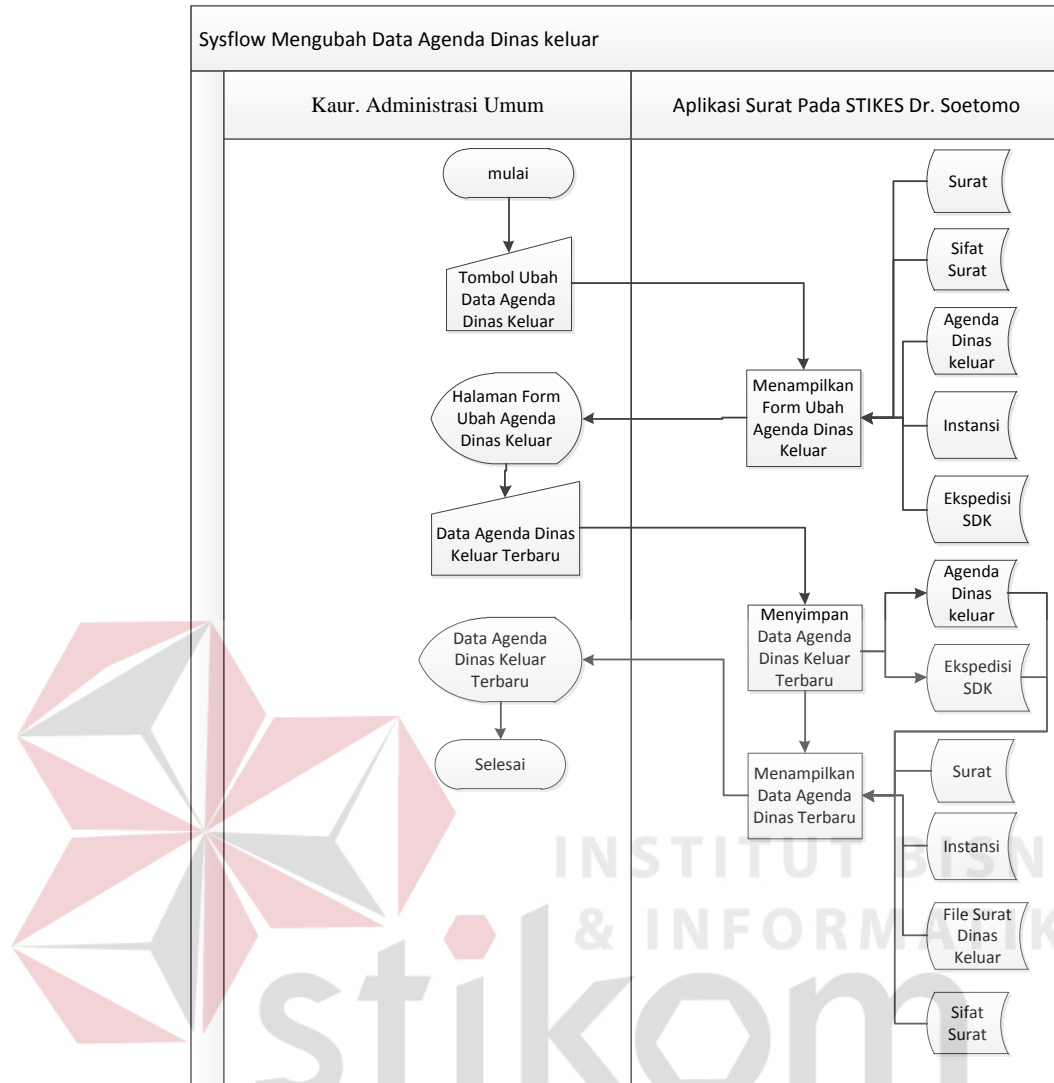 Sysflow Mengubah Data Agenda Dinas keluar
Kaur. Administrasi Umum
Aplikasi Surat Pada STIKES Dr. Soetomo
mulai
Surat
Sifat
Surat
Tombol Ubah
Data Agenda
Dinas Keluar
Agenda
Dinas
keluar
Halaman Form
Ubah Agenda
Dinas Keluar
Menampilkan
Form Ubah
Agenda Dinas
Keluar
Instansi
Ekspedisi
SDK
Data Agenda Dinas
Keluar Terbaru
Agenda
Dinas
keluar
Menyimpan
Data Agenda
Dinas Keluar
Terbaru
Data Agenda
Dinas Keluar
Terbaru
Ekspedisi
SDK
Selesai
Menampilkan
Data Agenda
Dinas Terbaru
Surat
Instansi
File Surat
Dinas
Keluar
Sifat
Surat
INSTITUT BISN
& INFORMATIK
stikom